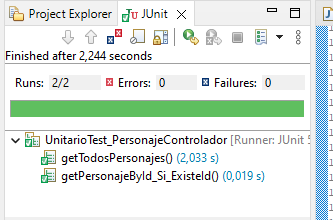 Project Explorer JUnit
Finished after 2,244 seconds
Runs: 2/2 Errors: 0 Failures: 0
UnitarioTest_PersonajeControlador [Runner: JUnit 5
getTodosPersonajes() (2,033 s)
getPersonajeById_Si_ExisteId() (0,019 s)